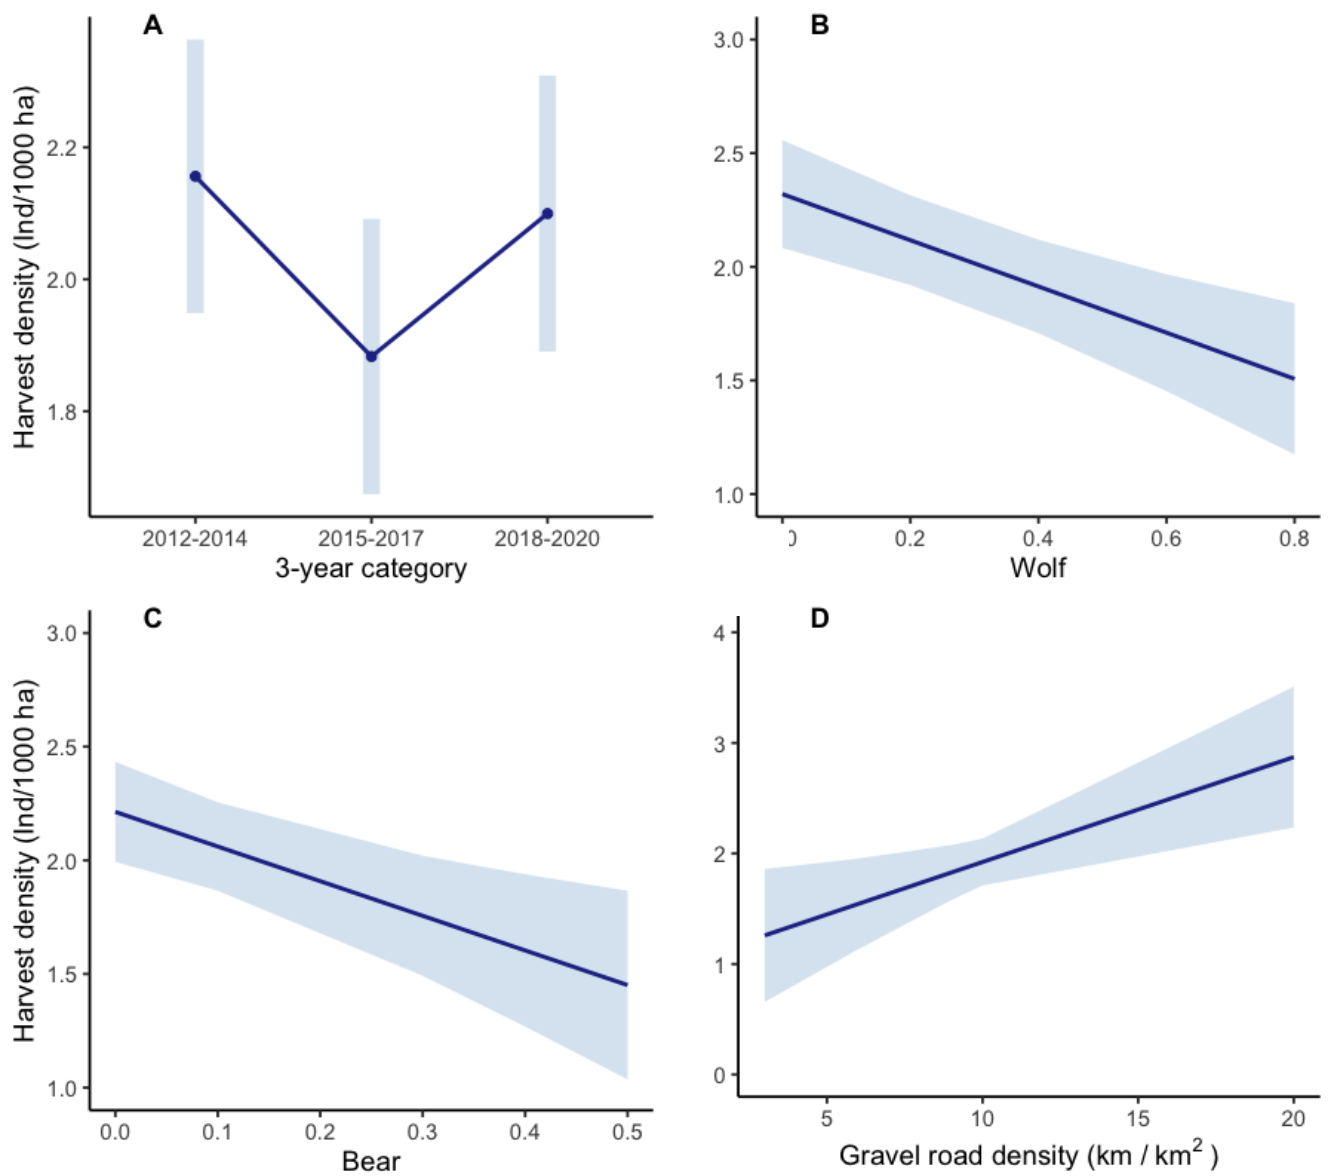 A
Harvest density (Ind/1000 ha)
2.2
2.0
1.8
2012-2014 2015-2017 2018-2020
3-year category
B
3.0
2.5
2.0
1.5
1.0
0 0.2 0.4 0.6 0.8
Wolf
C
Harvest density (Ind/1000 ha)
3.0
2.5
2.0
1.5
1.0
0.0 0.1 0.2 0.3 0.4 0.5
Bear
D
4
3
2
1
0
5 10 15 20
Gravel road density (km / km² )